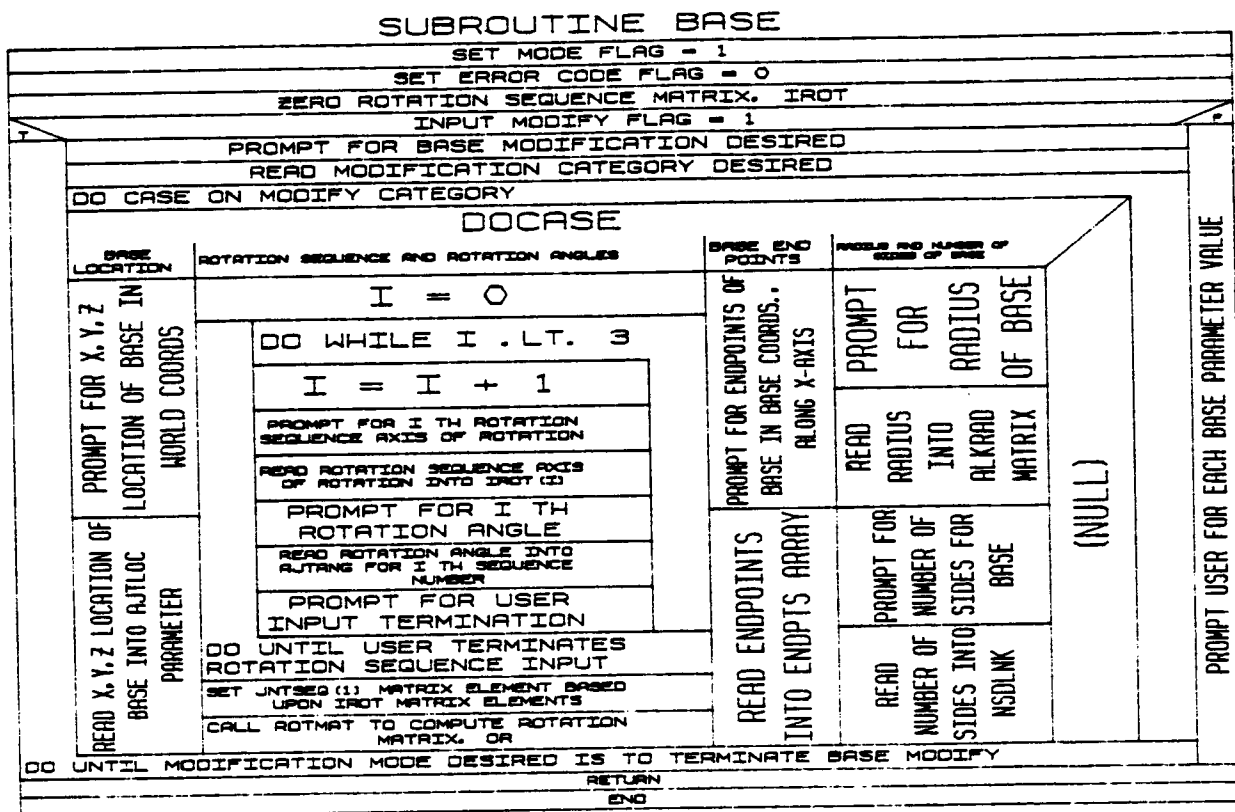 SUBROUTINE BASE
SET MODE FLAG = 1
SET ERROR CODE FLAG = 0
ZERO ROTATION SEQUENCE MATRIX. IROT
INPUT MODIFY FLAG = 1
T
F
PROMPT FOR BASE MODIFICATION DESIRED
READ MODIFICATION CATEGORY DESIRED
DO CASE ON MODIFY CATEGORY
DOCASE
BASE
LOCATION
PROMPT FOR X,Y,Z
LOCATION OF BASE IN
WORLD COORDS
READ X,Y,Z LOCATION OF
BASE INTO AJTLOC
PARAMETER
ROTATION SEQUENCE AND ROTATION ANGLES
I = 0
DO WHILE I .LT. 3
I = I + 1
PROMPT FOR I TH ROTATION
SEQUENCE AXIS OF ROTATION
READ ROTATION SEQUENCE AXIS
OF ROTATION INTO IROT(I)
PROMPT FOR I TH
ROTATION ANGLE
READ ROTATION ANGLE INTO
AJTANG FOR I TH SEQUENCE
NUMBER
PROMPT FOR USER
INPUT TERMINATION
DO UNTIL USER TERMINATES
ROTATION SEQUENCE INPUT
SET JNTSEQ(1) MATRIX ELEMENT BASED
UPON IROT MATRIX ELEMENTS
CALL ROTMAT TO COMPUTE ROTATION
MATRIX. OR
BASE END
POINTS
PROMPT FOR ENDPOINTS OF
BASE IN BASE COORDS..
ALONG X-AXIS
READ ENDPOINTS
INTO ENDPTS ARRAY
RADIUS AND NUMBER OF
SIDES OF BASE
PROMPT
FOR
RADIUS
OF BASE
READ
RADIUS
INTO
ALKRAD
MATRIX
PROMPT FOR
NUMBER OF
SIDES FOR
BASE
READ
NUMBER OF
SIDES INTO
NSDLNK
(NULL)
PROMPT USER FOR EACH BASE PARAMETER VALUE
DO UNTIL MODIFICATION MODE DESIRED IS TO TERMINATE BASE MODIFY
RETURN
END